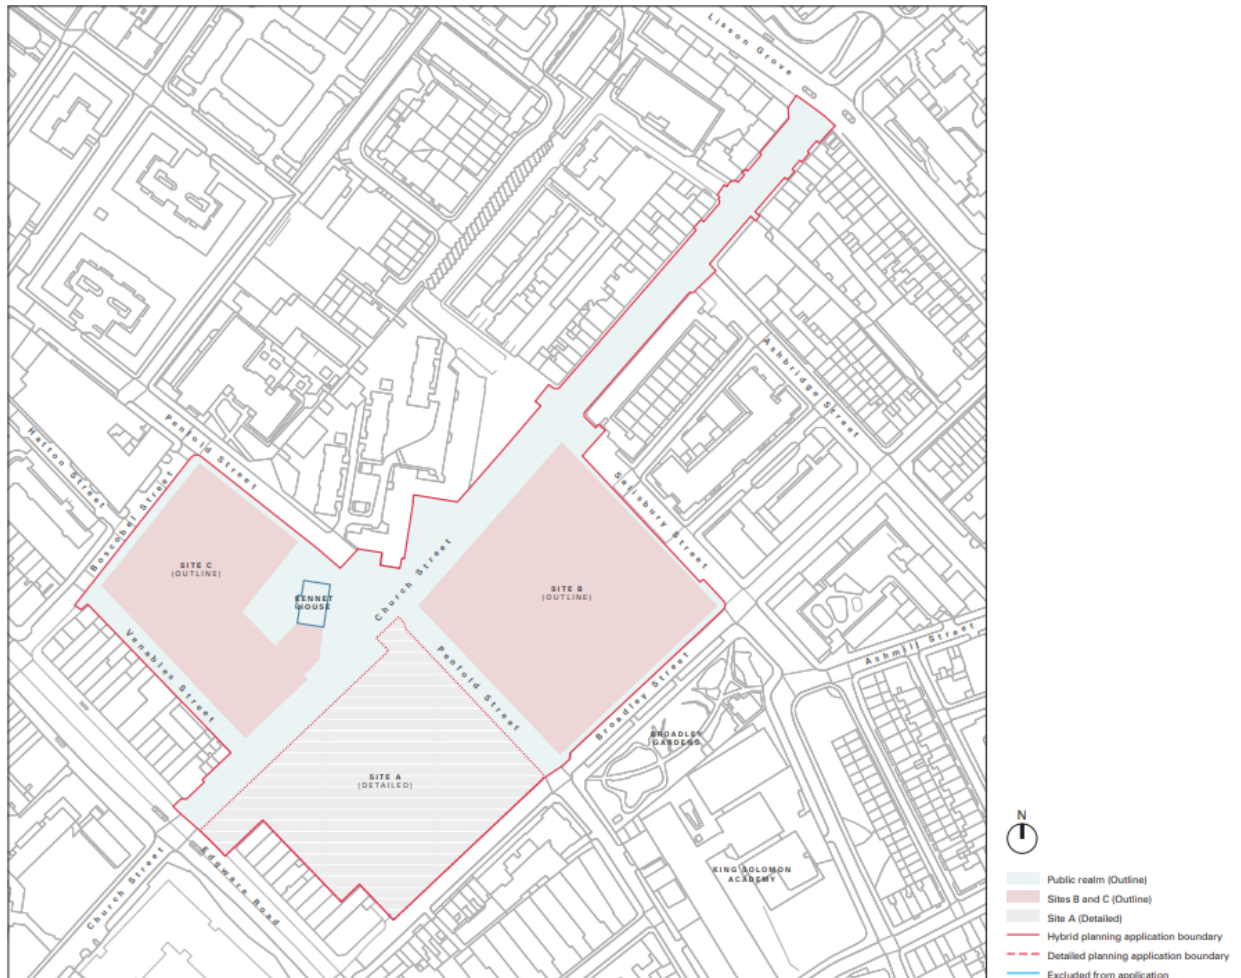 Lisson Grove
Ashbridge Street
Penfold Street
Hatton Street
Boscobel Street
Salisbury Street
SITE C
(OUTLINE)
KENNET
HOUSE
Church Street
SITE B
(OUTLINE)
Venables Street
Penfold Street
Broadley Street
Ashmill Street
BROADLEY
GARDENS
SITE A
(DETAILED)
Edgware Road
Church Street
KING SOLOMON
ACADEMY
N
Public realm (Outline)
Sites B and C (Outline)
Site A (Detailed)
Hybrid planning application boundary
Detailed planning application boundary
Excluded from application